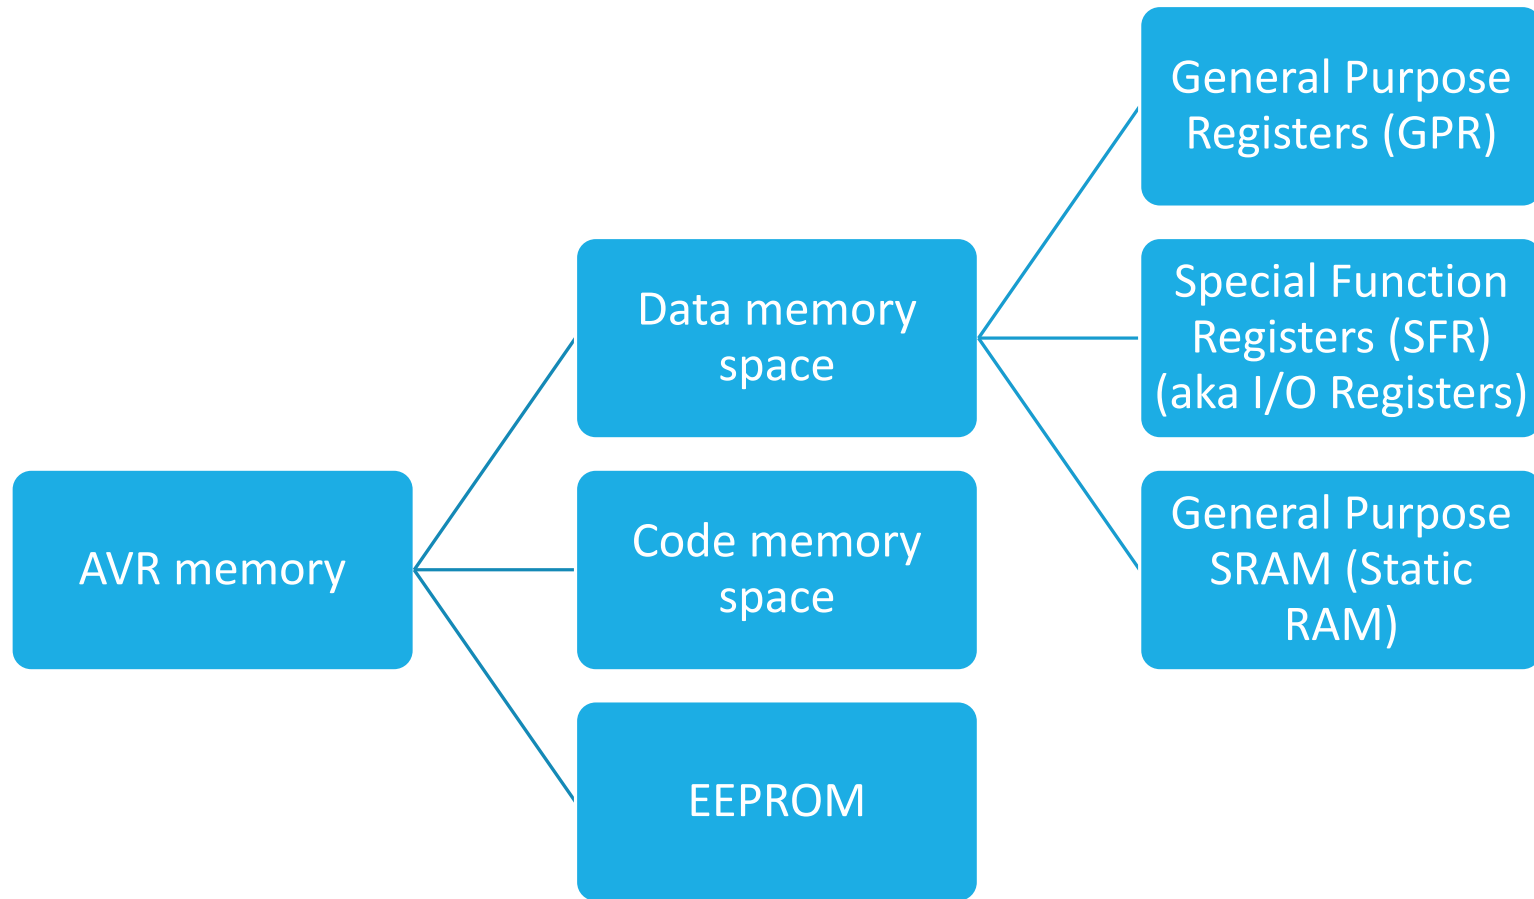 General Purpose
Registers (GPR)
Data memory
space
Special Function
Registers (SFR)
(aka I/O Registers)
AVR memory
Code memory
space
General Purpose
SRAM (Static
RAM)
EEPROM